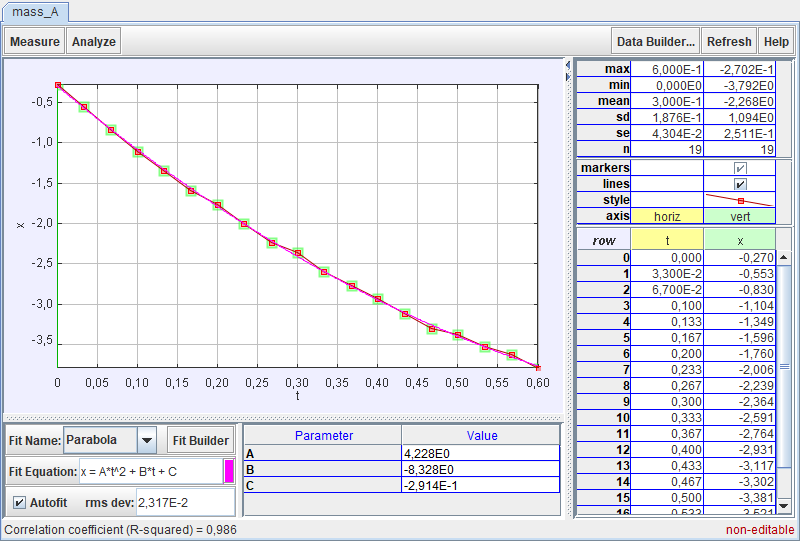 mass_A
Measure Analyze Data Builder... Refresh Help
max 6,000E-1 -2,702E-1
min 0,000E0 -3,792E0
mean 3,000E-1 -2,268E0
sd 1,876E-1 1,094E0
se 4,304E-2 2,511E-1
n 19 19
markers
lines
style
axis horiz vert
row t x
0 0,000 -0,270
1 3,300E-2 -0,553
2 6,700E-2 -0,830
3 0,100 -1,104
4 0,133 -1,349
5 0,167 -1,596
6 0,200 -1,760
7 0,233 -2,006
8 0,267 -2,239
9 0,300 -2,364
10 0,333 -2,591
11 0,367 -2,764
12 0,400 -2,931
13 0,433 -3,117
14 0,467 -3,302
15 0,500 -3,381
16 0,533 -3,521
-0,5
-1,0
-1,5
-2,0
-2,5
-3,0
-3,5
x
0 0,05 0,10 0,15 0,20 0,25 0,30 0,35 0,40 0,45 0,50 0,55 0,60
t
Fit Name: Parabola Fit Builder
Fit Equation: x = A*t^2 + B*t + C
Autofit rms dev: 2,317E-2
Parameter Value
A 4,228E0
B -8,328E0
C -2,914E-1
Correlation coefficient (R-squared) = 0,986 non-editable